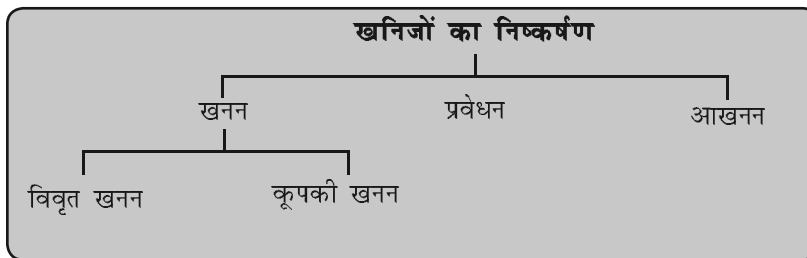 खनिजों का निष्कर्षण
खनन प्रवेधन आखनन
विवृत खनन कूपकी खनन